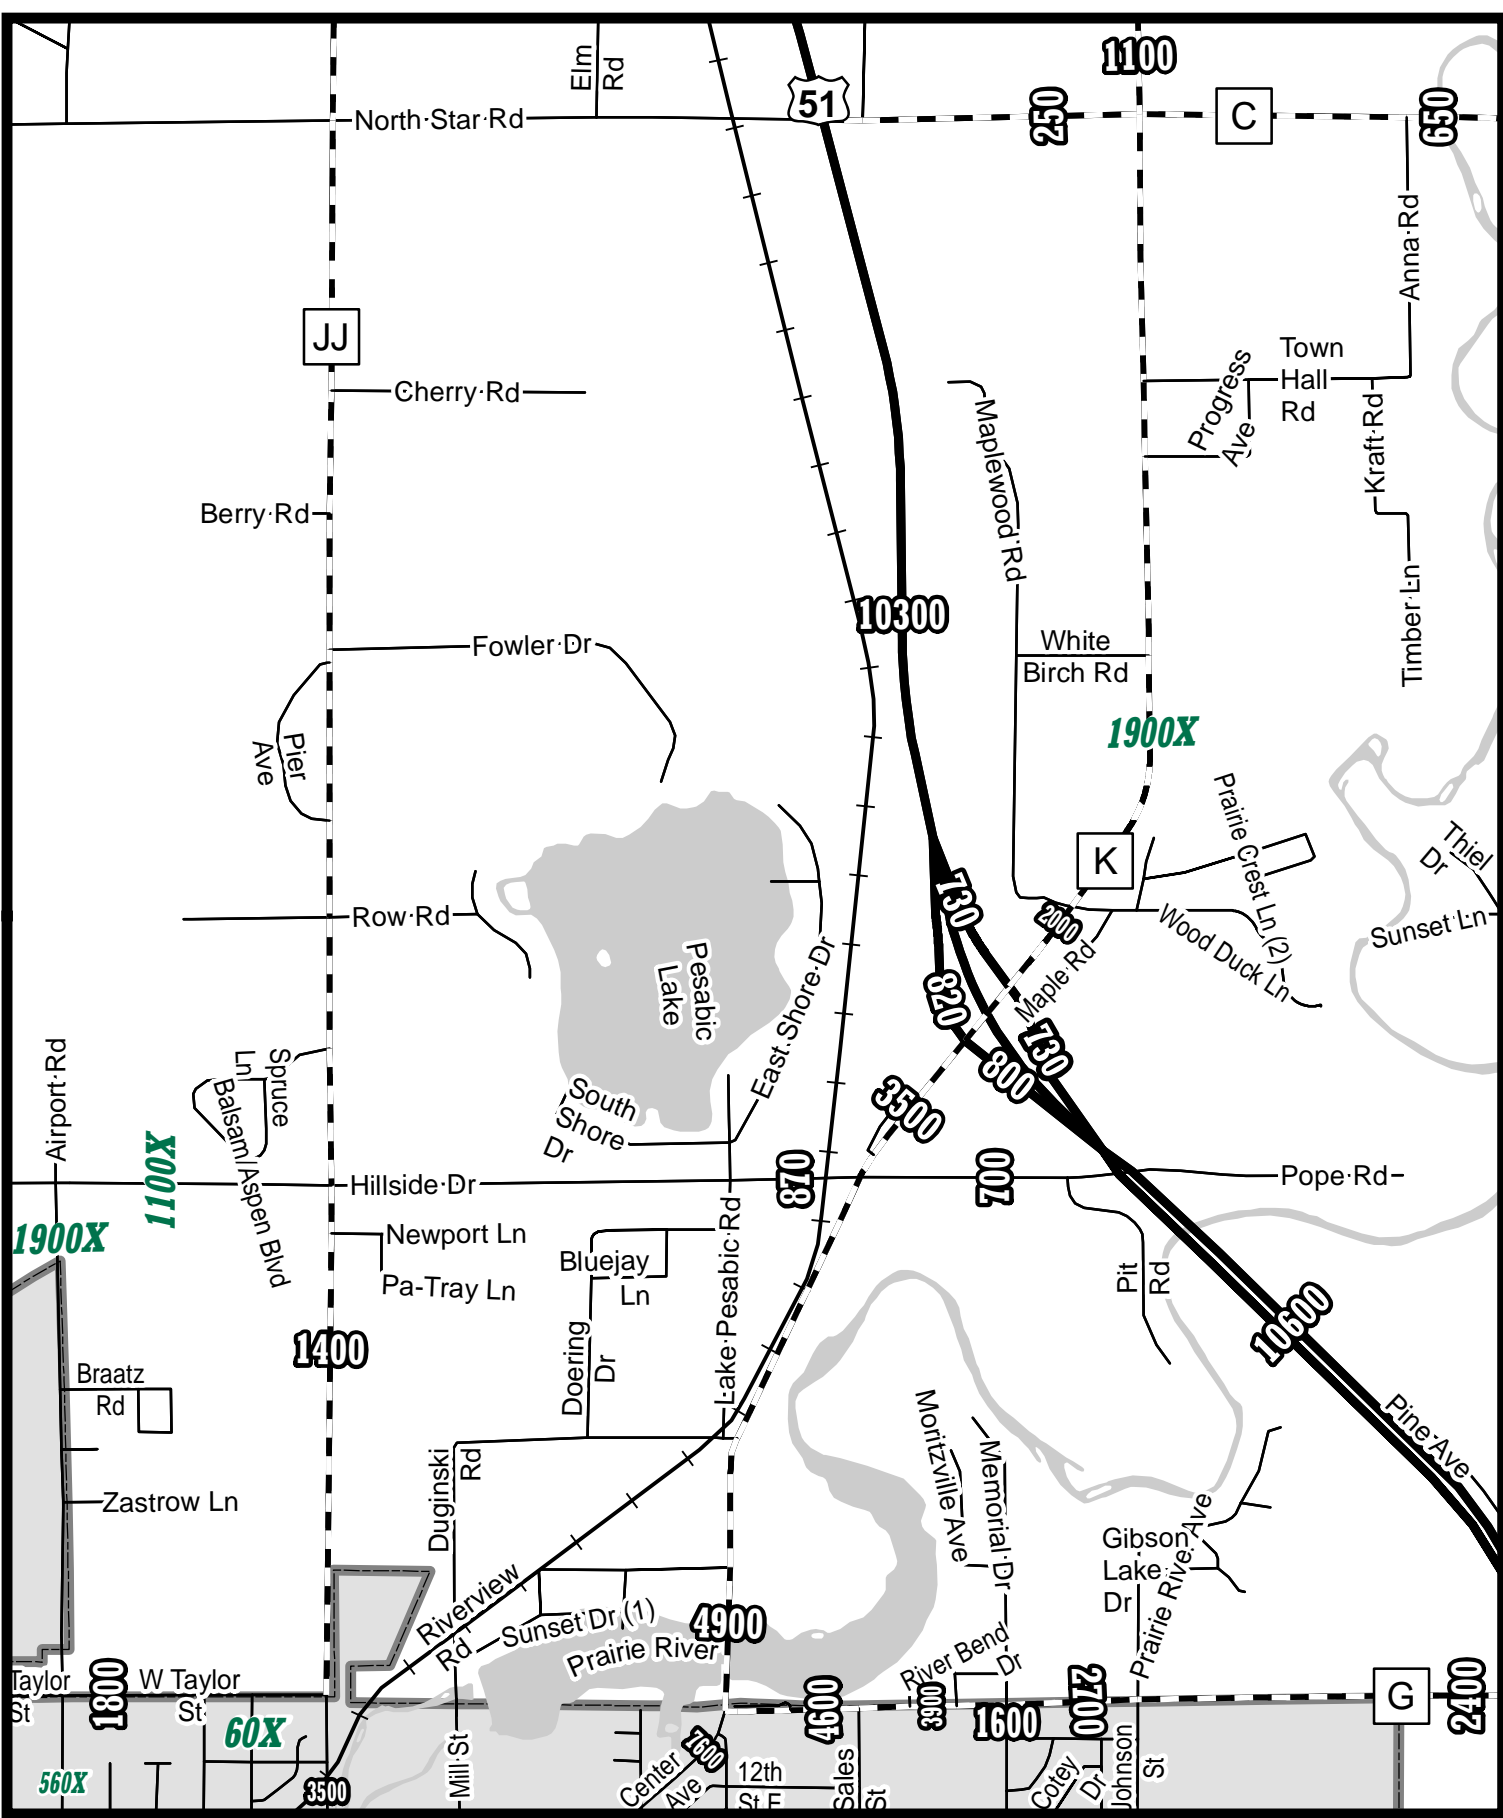 1100
Elm
Rd
51
North Star Rd
250
C
650
Anna Rd
JJ
Town
Hall
Rd
Progress
Ave
Cherry Rd
Kraft Rd
Maplewood Rd
Berry Rd
10300
Timber Ln
White
Birch Rd
Fowler Dr
1900X
Pier
Ave
Prairie Crest Ln (2)
Thiel
Dr
K
730
2000
Row Rd
Sunset Ln
Wood Duck Ln
Maple Rd
Pesabic
Lake
East Shore Dr
820
730
800
3500
Airport Rd
Spruce
Ln
Balsam/Aspen Blvd
South
Shore
Dr
1100X
870
700
Hillside Dr
Pope Rd
1900X
Newport Ln
Lake Pesabic Rd
Bluejay
Ln
Pa-Tray Ln
Pit
Rd
10600
1400
Doering
Dr
Braatz
Rd
Pine Ave
Moritzville Ave
Memorial Dr
Duginski
Rd
Zastrow Ln
Prairie River Ave
Gibson
Lake
Dr
Riverview
Rd
Sunset Dr (1)
4900
Prairie River
River Bend
Dr
Taylor
St
1800
W Taylor
St
4600
3900
1600
2700
G
2400
60X
7600
Mill St
Center
Ave
12th
St E
Sales
St
Cotey
Dr
Johnson
St
560X
3500